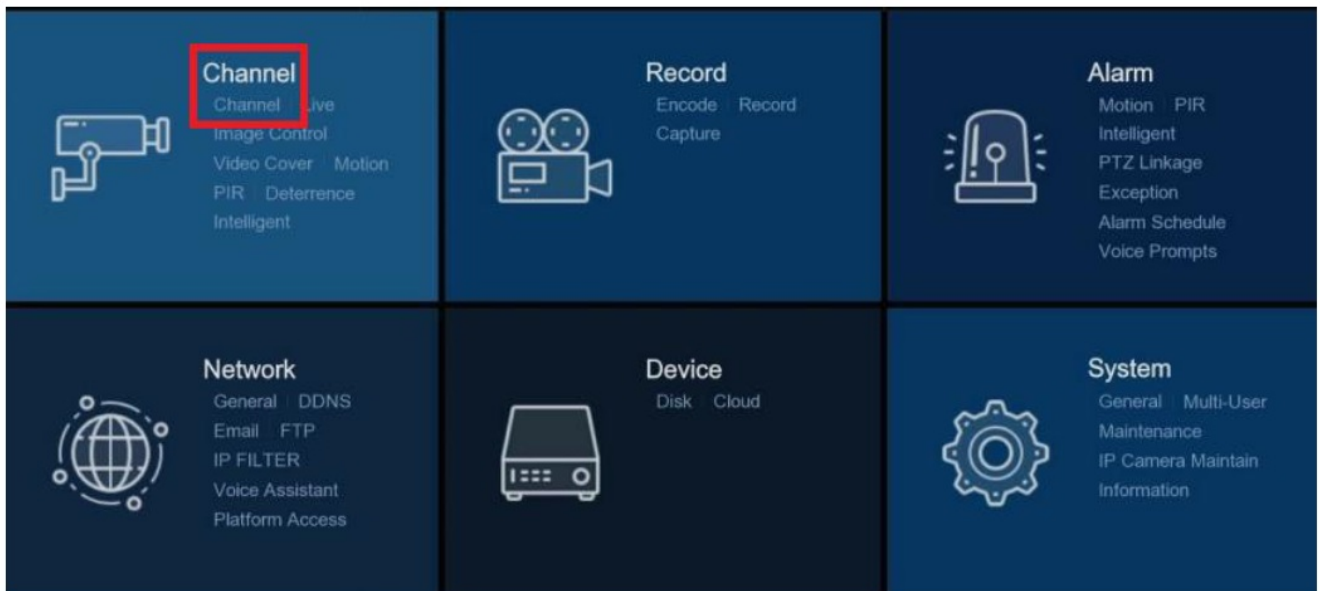 Channel
Channel Live
Image Control
Video Cover Motion
PIR Deterrence
Intelligent
Record
Encode Record
Capture
Alarm
Motion PIR
Intelligent
PTZ Linkage
Exception
Alarm Schedule
Voice Prompts
Network
General DDNS
Email FTP
IP FILTER
Voice Assistant
Platform Access
Device
Disk Cloud
System
General Multi-User
Maintenance
IP Camera Maintain
Information